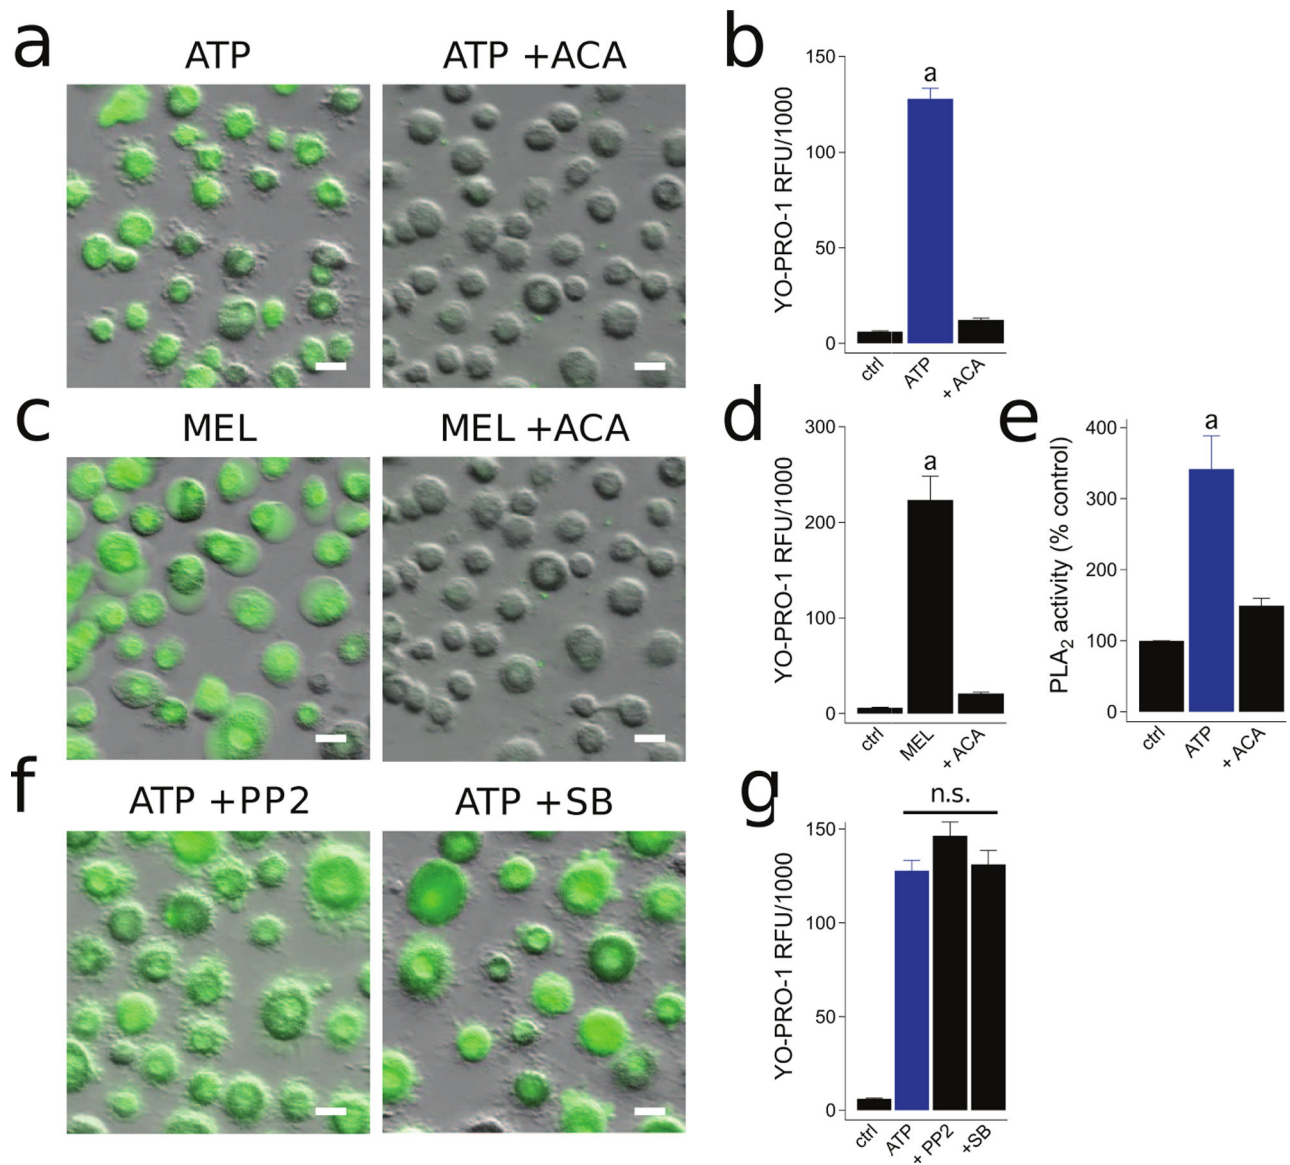 a
ATP
ATP +ACA
b
150
100
50
0
YO-PRO-1 RFU/1000
a
ctrl
ATP
+ ACA
c
MEL
MEL +ACA
d
300
200
100
0
YO-PRO-1 RFU/1000
a
ctrl
MEL
+ ACA
e
400
300
200
100
0
PLA₂ activity (% control)
a
ctrl
ATP
+ ACA
f
ATP +PP2
ATP +SB
g
n.s.
150
100
50
0
YO-PRO-1 RFU/1000
ctrl
ATP
+ PP2
+SB